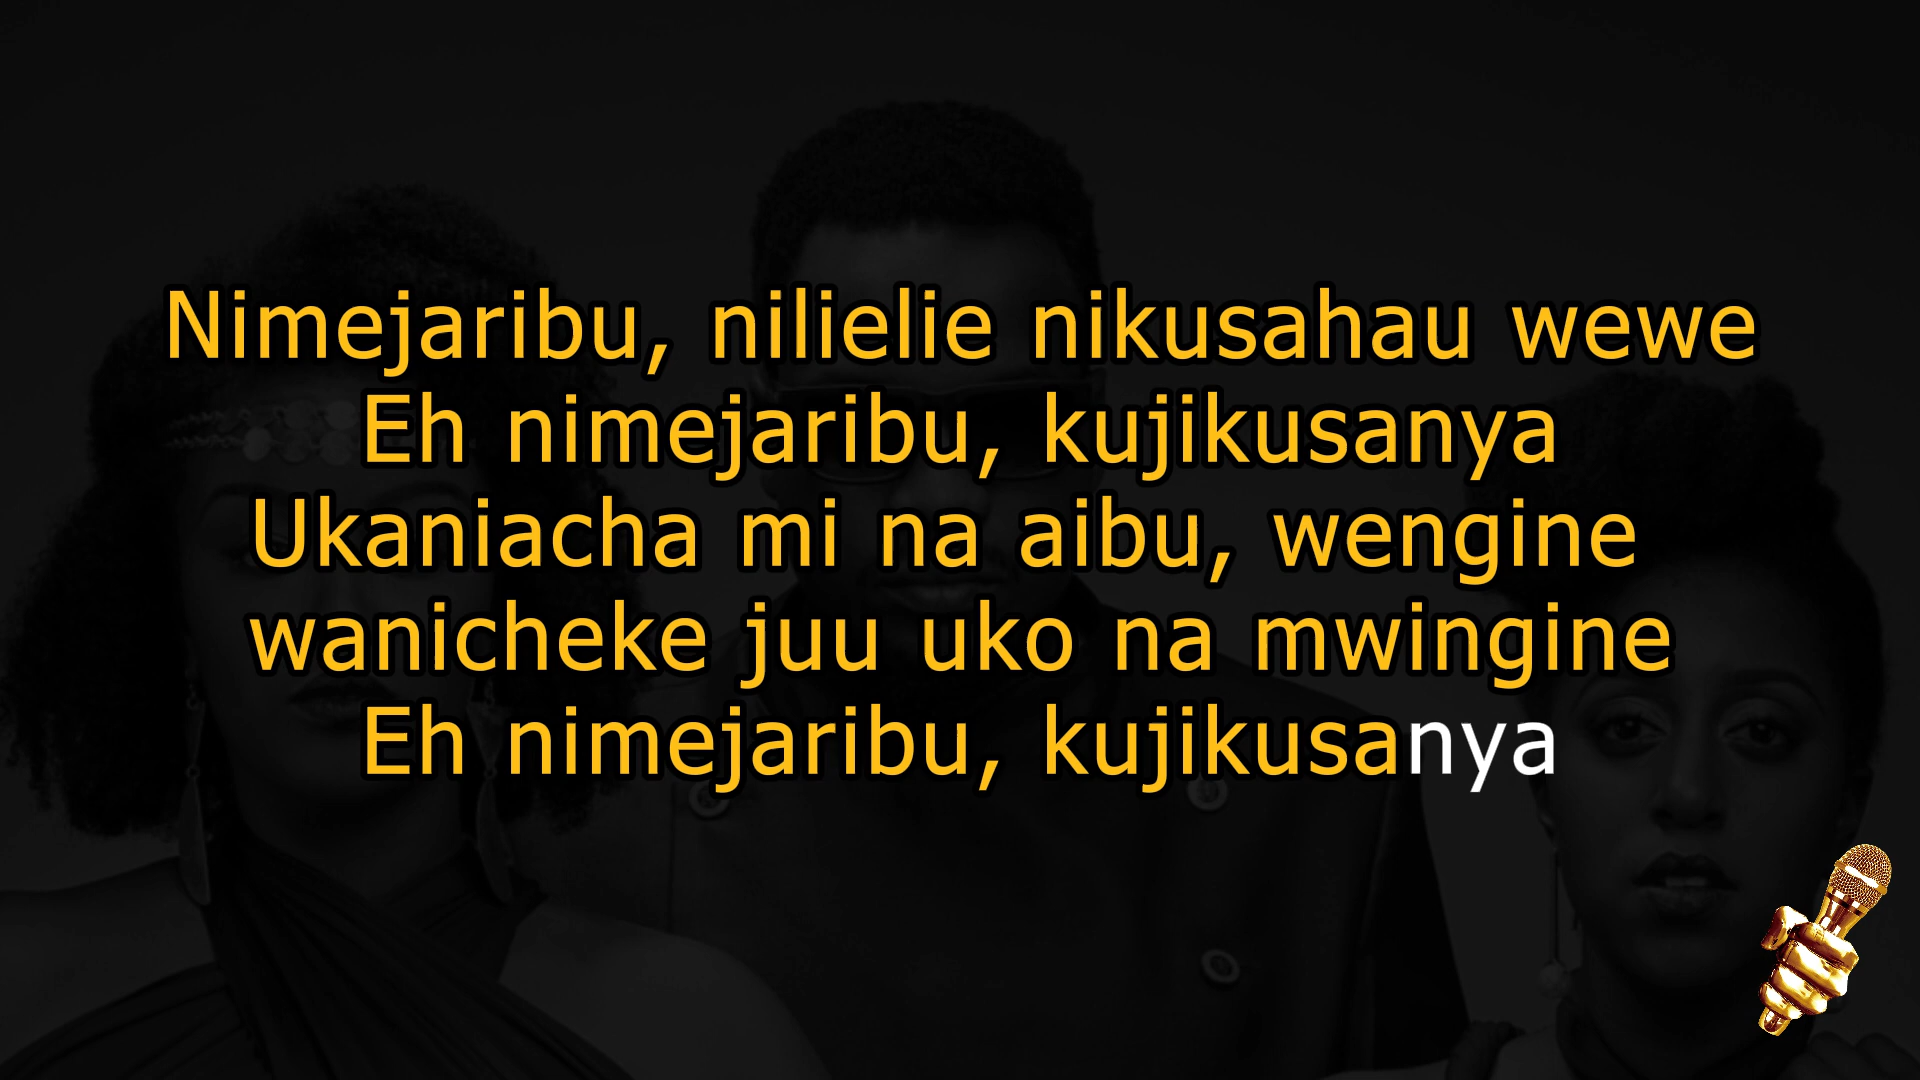 Nimejaribu, nilielie nikusahau wewe
Eh nimejaribu, kujikusanya
Ukaniacha mi na aibu, wengine
wanicheke juu uko na mwingine
Eh nimejaribu, kujikusanya